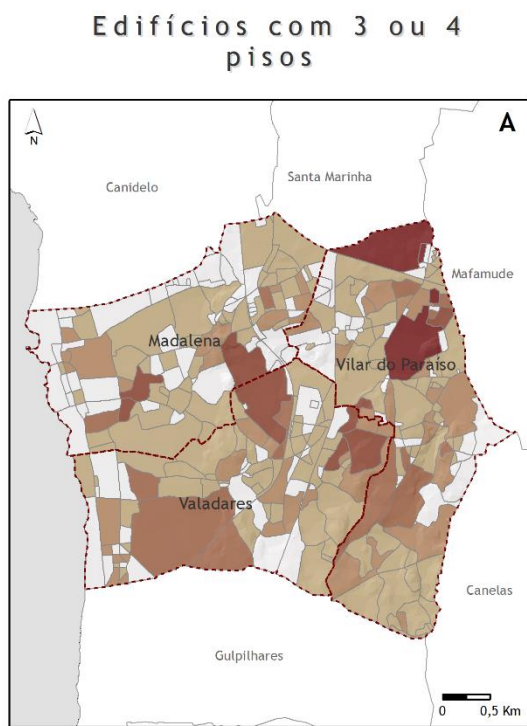 Edifícios com 3 ou 4
pisos
A
N
Santa Marinha
Canidelo
Mafamude
Madalena
Vilar do Paraíso
Valadares
Canelas
Gulpilhares
0 0,5 Km